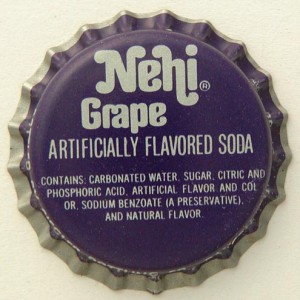 Nehi®
Grape
ARTIFICIALLY FLAVORED SODA
CONTAINS: CARBONATED WATER, SUGAR, CITRIC AND
PHOSPHORIC ACID, ARTIFICIAL FLAVOR AND COL
OR, SODIUM BENZOATE (A PRESERVATIVE),
AND NATURAL FLAVOR.